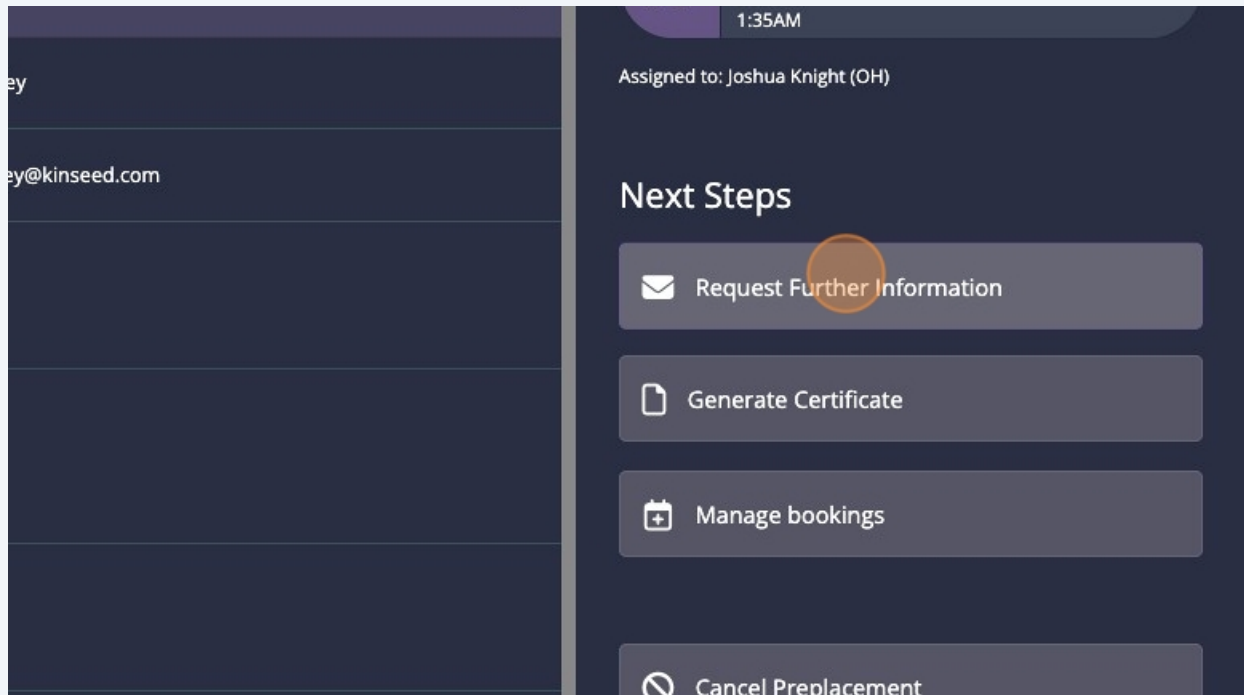 ey
ey@kinseed.com
1:35AM
Assigned to: Joshua Knight (OH)
Next Steps
Request Further Information
Generate Certificate
Manage bookings
Cancel Preplacement